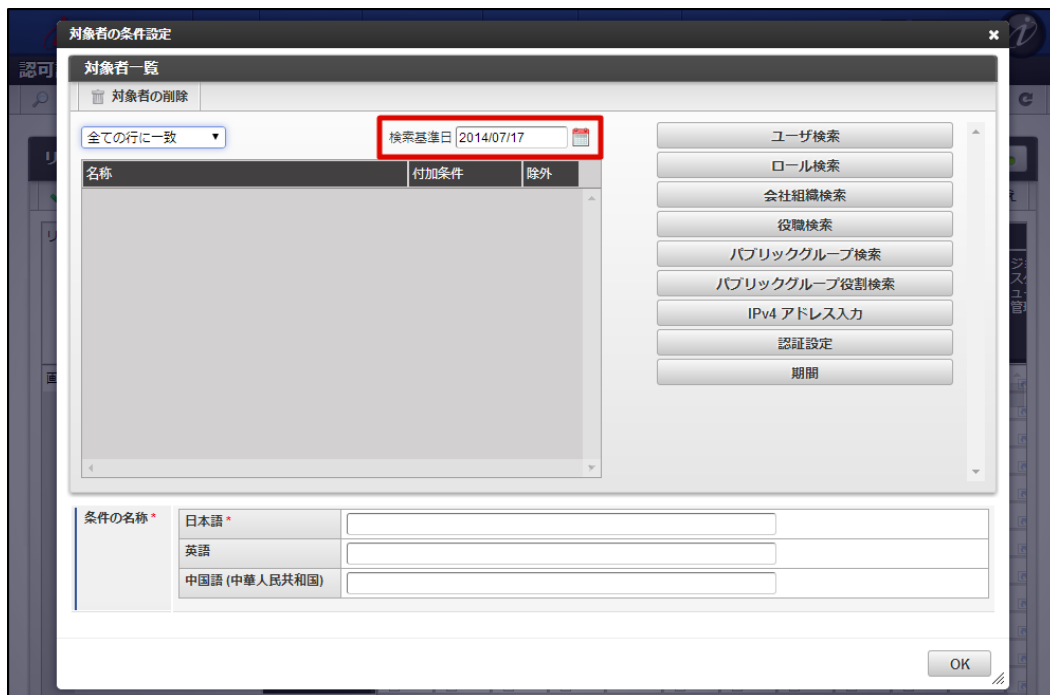 対象者の条件設定
認可
対象者一覧
対象者の削除
全ての行に一致
検索基準日 2014/07/17
名称 付加条件 除外
ユーザ検索
ロール検索
会社組織検索
役職検索
パブリックグループ検索
パブリックグループ役割検索
IPv4 アドレス入力
認証設定
期間
条件の名称*
日本語*
英語
中国語 (中華人民共和国)
OK